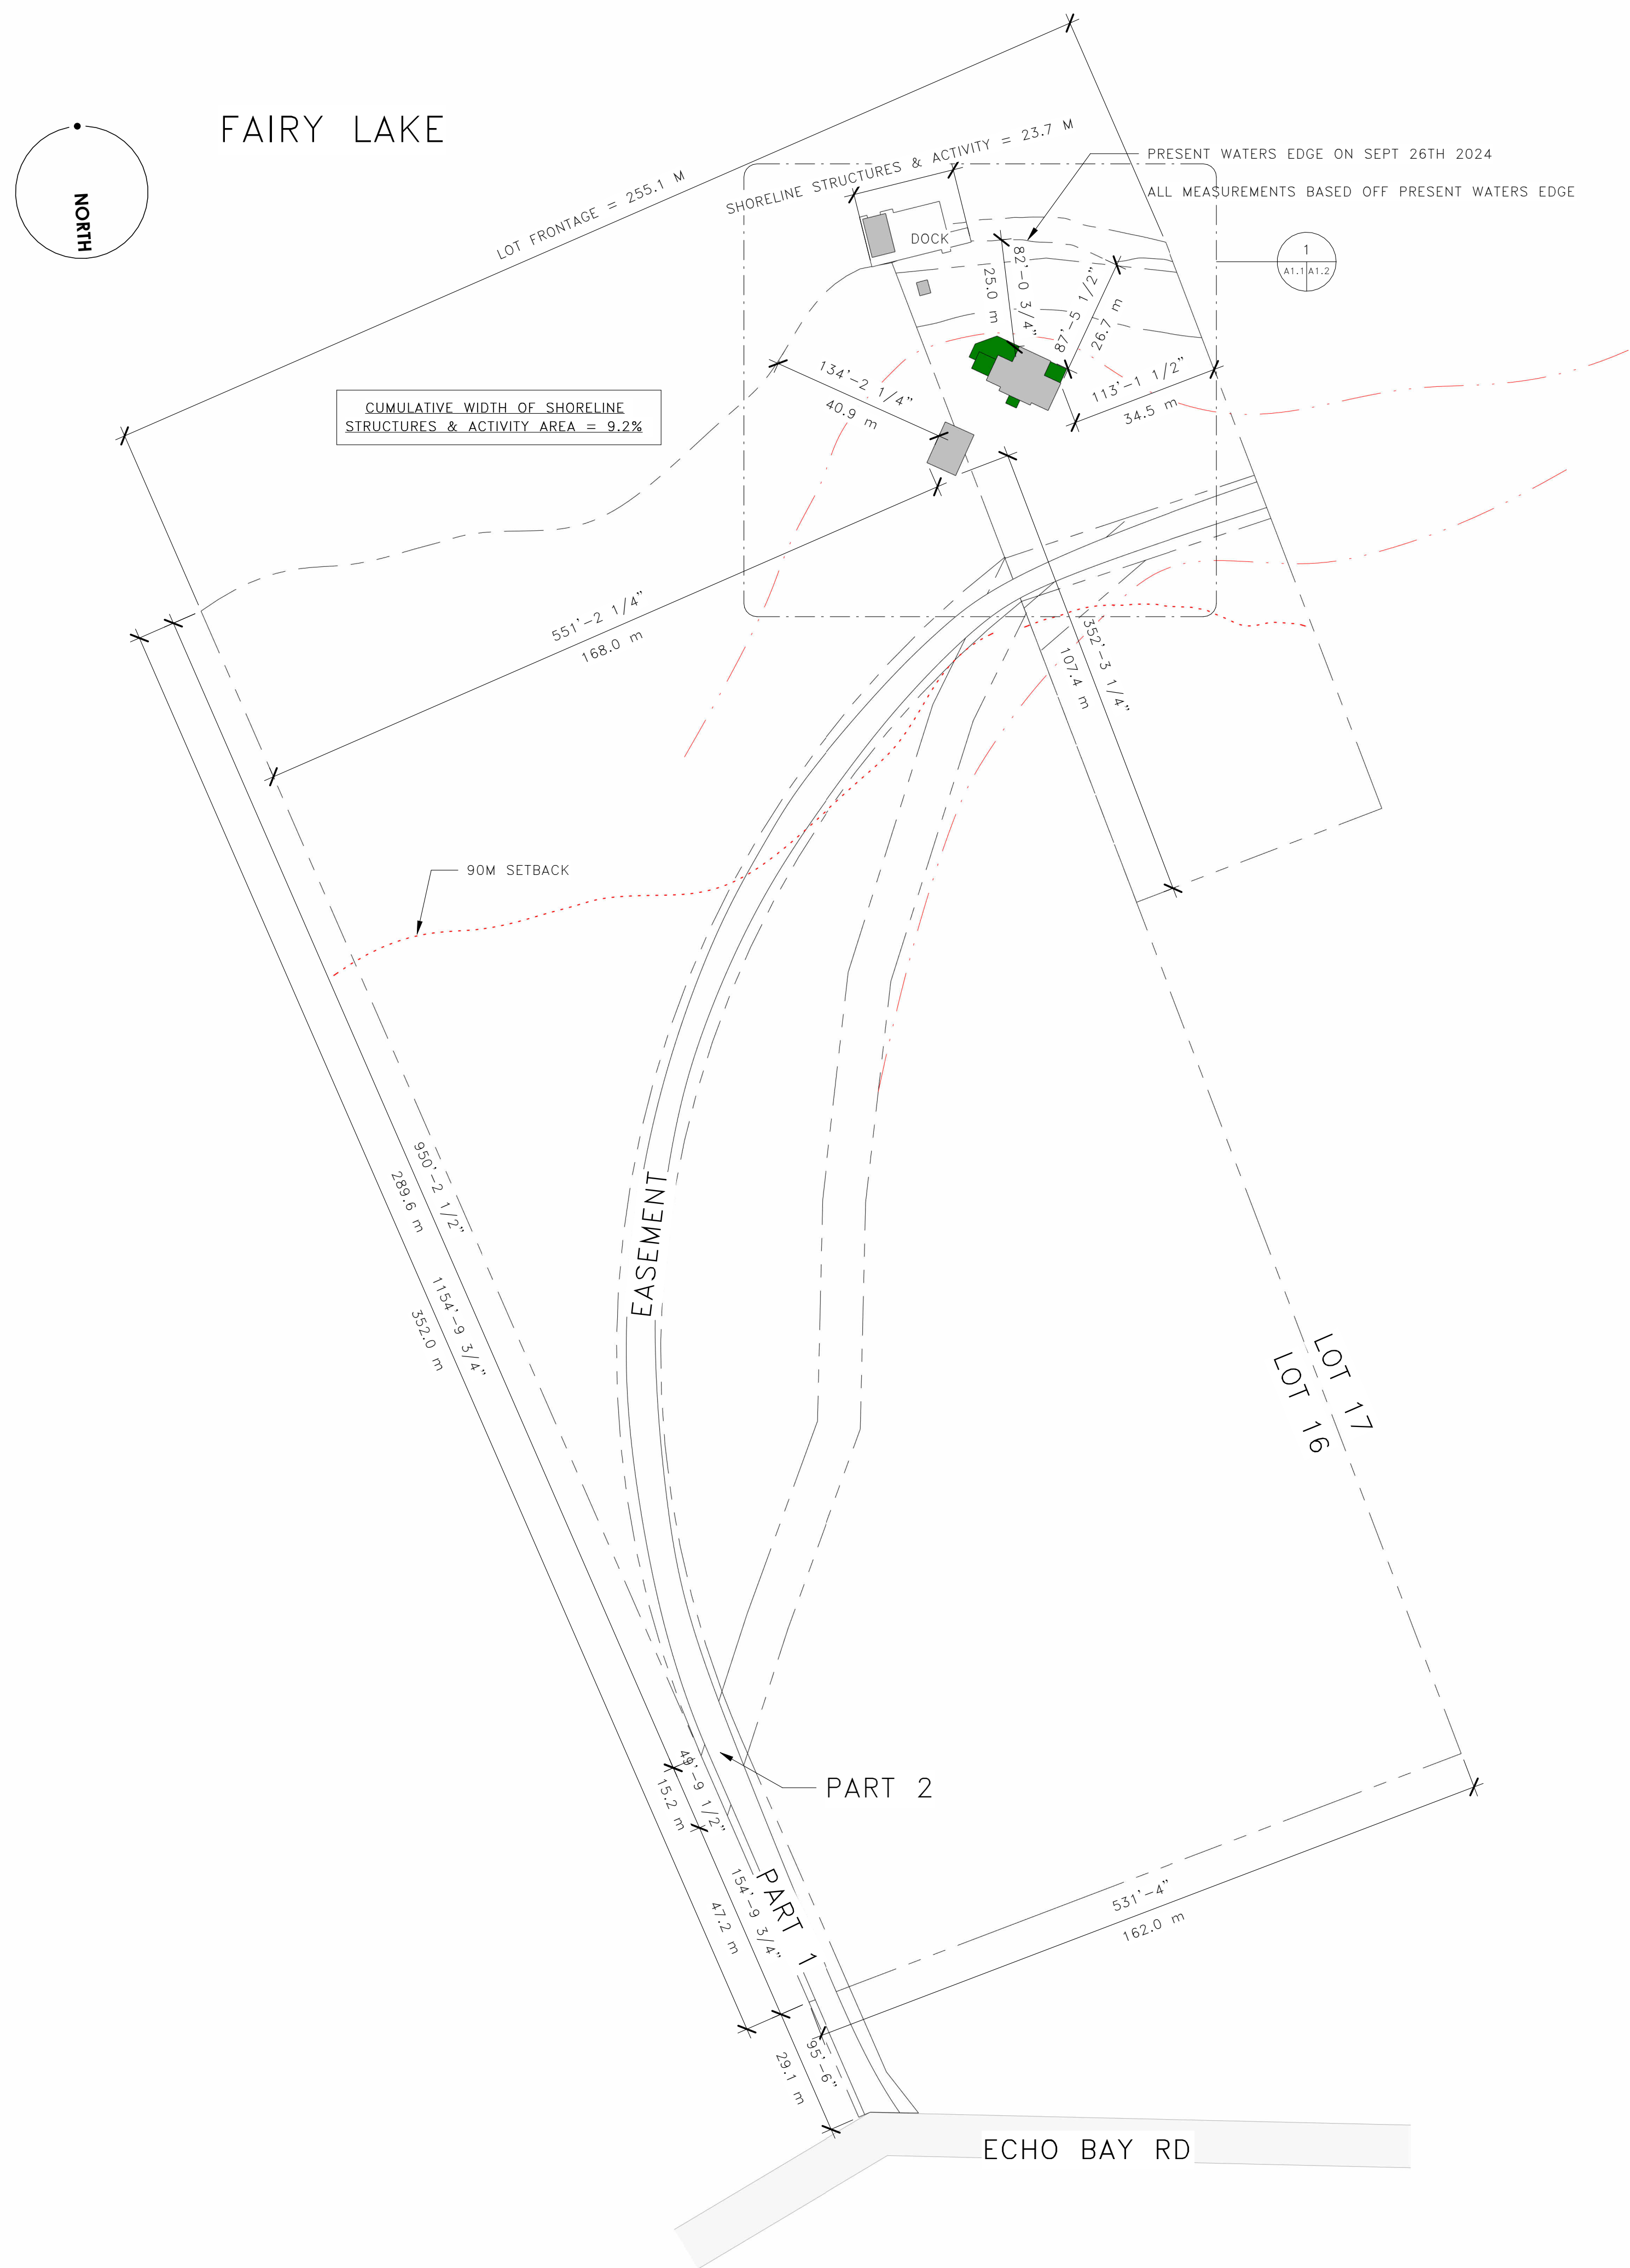 FAIRY LAKE
NORTH
LOT FRONTAGE = 255.1 M
SHORELINE STRUCTURES & ACTIVITY = 23.7 M
PRESENT WATERS EDGE ON SEPT 26TH 2024
ALL MEASUREMENTS BASED OFF PRESENT WATERS EDGE
DOCK
1
A1.1 A1.2
82'-0 3/4"
25.0 m
87'-5 1/2"
26.7 m
113'-1 1/2"
34.5 m
134'-2 1/4"
40.9 m
CUMULATIVE WIDTH OF SHORELINE
STRUCTURES & ACTIVITY AREA = 9.2%
551'-2 1/4"
168.0 m
352'-3 1/4"
107.4 m
90M SETBACK
950'-2 1/2"
289.6 m
1154'-9 3/4"
352.0 m
EASEMENT
LOT 17
LOT 16
49'-9 1/2"
15.2 m
PART 2
PART 1
154'-9 3/4"
47.2 m
531'-4"
162.0 m
95'-6"
29.1 m
ECHO BAY RD